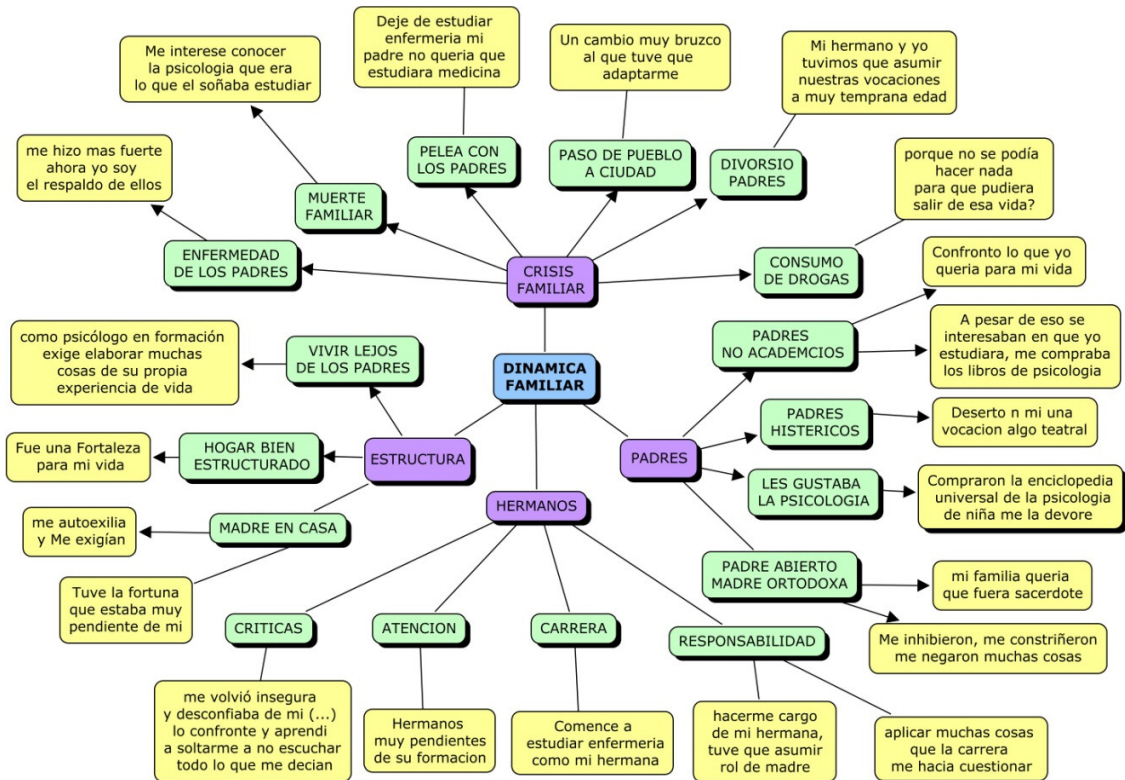 Deje de estudiar
enfermeria mi
padre no queria que
estudiara medicina
Un cambio muy bruzco
al que tuve que
adaptarme
Mi hermano y yo
tuvimos que asumir
nuestras vocaciones
a muy temprana edad
Me interese conocer
la psicologia que era
lo que el soñaba estudiar
me hizo mas fuerte
ahora yo soy
el respaldo de ellos
PELEA CON
LOS PADRES
PASO DE PUEBLO
A CIUDAD
DIVORSIO
PADRES
porque no se podía
hacer nada
para que pudiera
salir de esa vida?
MUERTE
FAMILIAR
ENFERMEDAD
DE LOS PADRES
CRISIS
FAMILIAR
CONSUMO
DE DROGAS
Confronto lo que yo
queria para mi vida
como psicólogo en formación
exige elaborar muchas
cosas de su propia
experiencia de vida
VIVIR LEJOS
DE LOS PADRES
DINAMICA
FAMILIAR
PADRES
NO ACADEMCIOS
A pesar de eso se
interesaban en que yo
estudiara, me compraba
los libros de psicologia
PADRES
HISTERICOS
Deserto n mi una
vocacion algo teatral
Fue una Fortaleza
para mi vida
HOGAR BIEN
ESTRUCTURADO
ESTRUCTURA
PADRES
LES GUSTABA
LA PSICOLOGIA
Compraron la enciclopedia
universal de la psicologia
de niña me la devore
HERMANOS
me autoexilia
y Me exigían
MADRE EN CASA
PADRE ABIERTO
MADRE ORTODOXA
mi familia queria
que fuera sacerdote
Tuve la fortuna
que estaba muy
pendiente de mi
CRITICAS
ATENCION
CARRERA
RESPONSABILIDAD
Me inhibieron, me constriñeron
me negaron muchas cosas
me volvió insegura
y desconfiaba de mi (...)
lo confronte y aprendi
a soltarme a no escuchar
todo lo que me decian
Hermanos
muy pendientes
de su formacion
Comence a
estudiar enfermeria
como mi hermana
hacerme cargo
de mi hermana,
tuve que asumir
rol de madre
aplicar muchas cosas
que la carrera
me hacia cuestionar